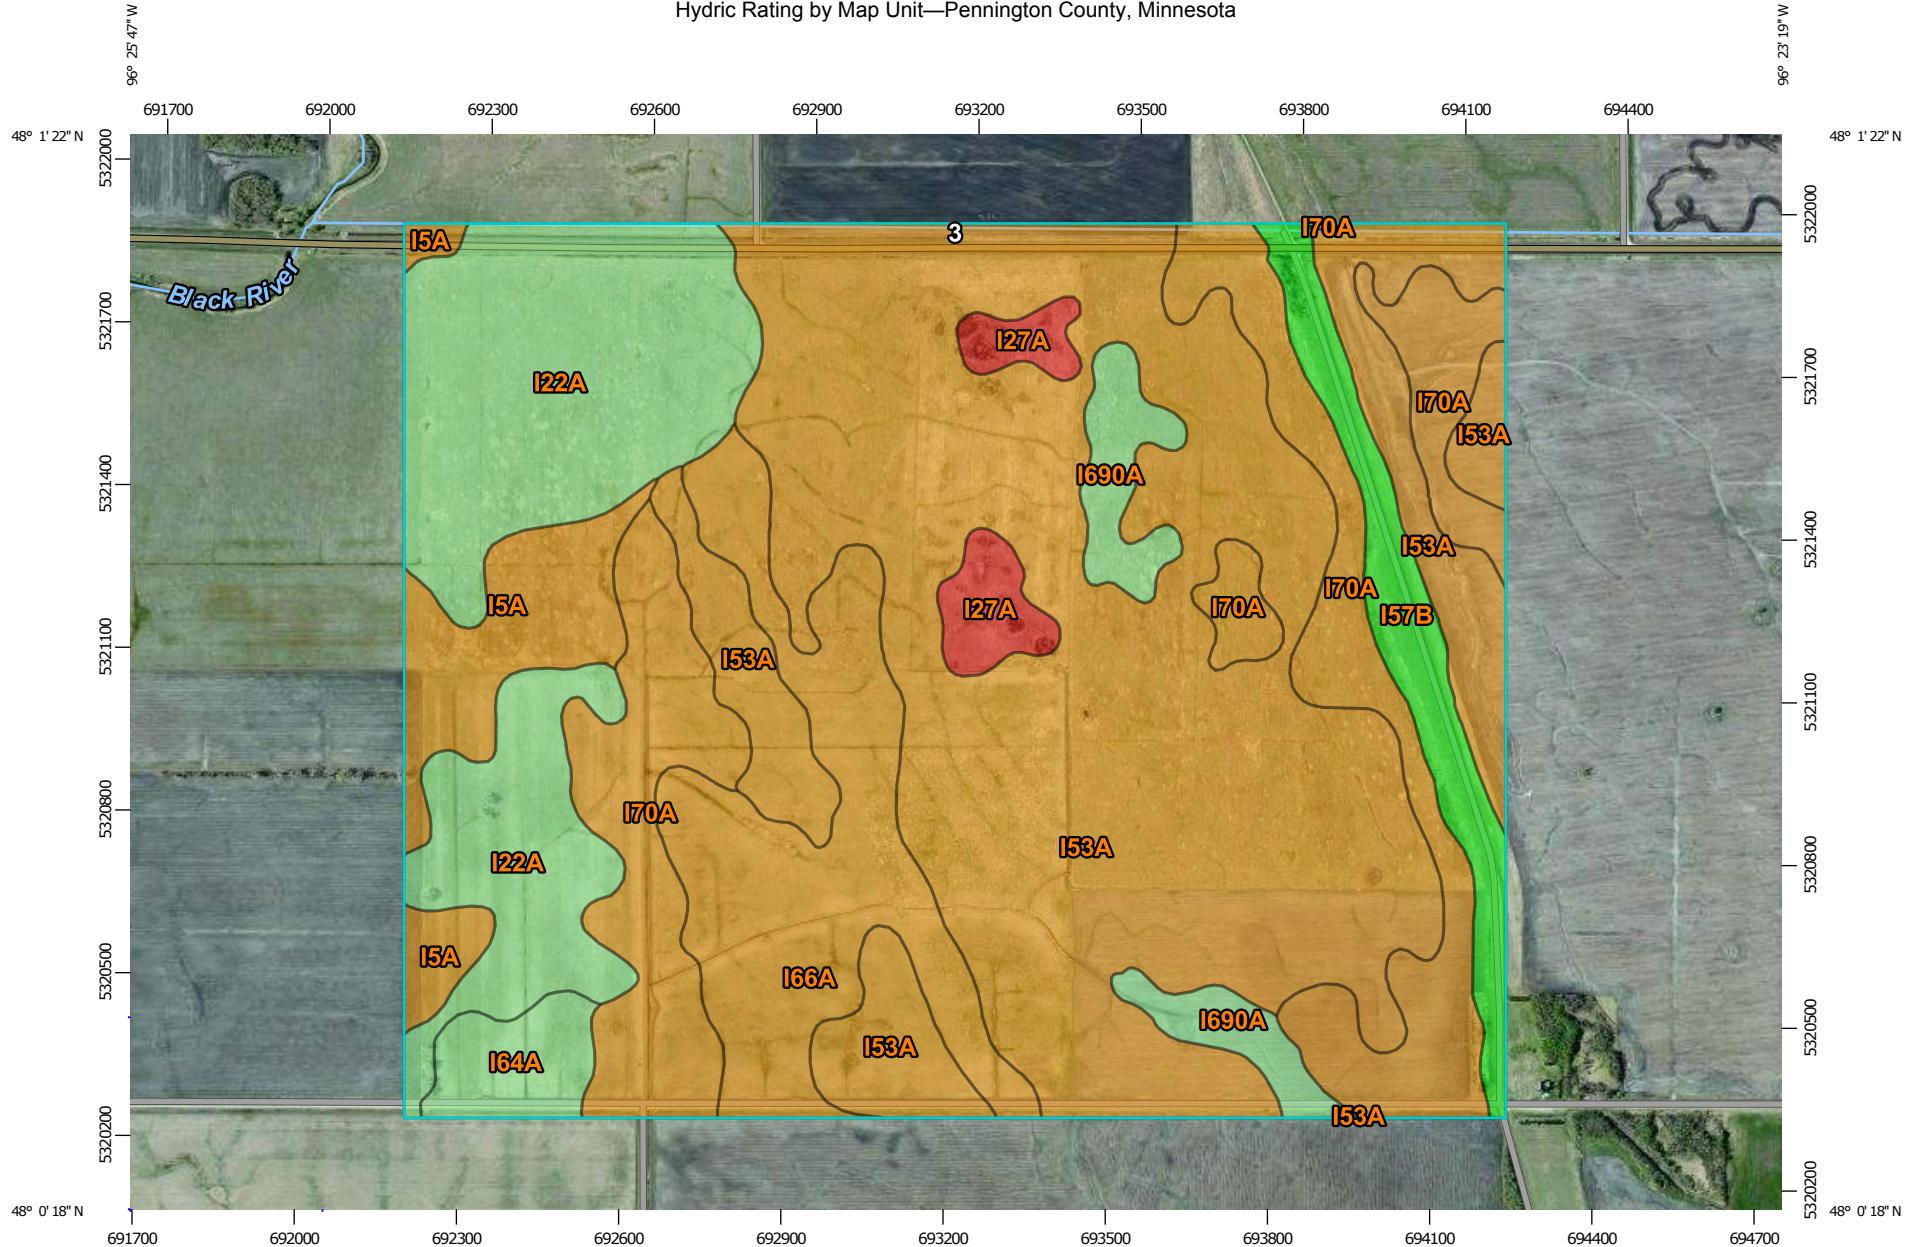 Hydric Rating by Map Unit—Pennington County, Minnesota
96° 25' 47'' W
96° 23' 19'' W
691700 692000 692300 692600 692900 693200 693500 693800 694100 694400
48° 1' 22'' N
48° 1' 22'' N
5322000
5321700
5321400
5321100
5320800
5320500
5320200
5322000
5321700
5321400
5321100
5320800
5320500
5320200
3
I70A
I5A
Black River
I27A
I22A
I70A
I53A
I690A
I53A
I70A
I5A
I27A
I70A
I57B
I53A
I70A
I53A
I22A
I5A
I66A
I690A
I53A
I64A
I53A
48° 0' 18'' N
48° 0' 18'' N
691700 692000 692300 692600 692900 693200 693500 693800 694100 694400 694700